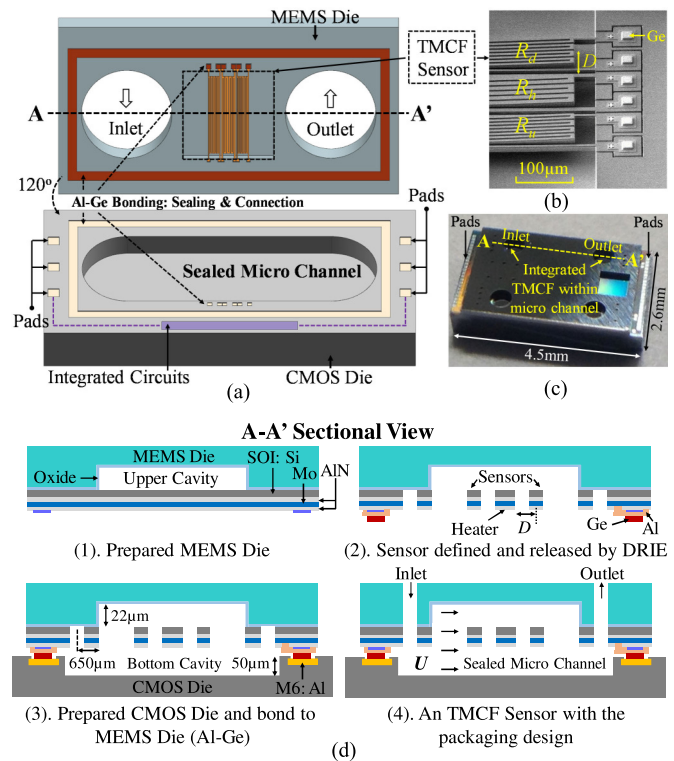 MEMS Die
TMCF
Sensor
A
A'
Inlet
Outlet
120º
Al-Ge Bonding: Sealing & Connection
Pads
Sealed Micro Channel
Pads
Integrated Circuits
CMOS Die
(a)
Ge
R_d
D
R_h
R_u
100μm
(b)
Pads
Inlet
Pads
A
Outlet
A'
Integrated
TMCF within
micro channel
2.6mm
4.5mm
(c)
A-A' Sectional View
MEMS Die
SOI: Si
Mo
AlN
Oxide
Upper Cavity
(1). Prepared MEMS Die
Sensors
Heater
D
Ge
Al
(2). Sensor defined and released by DRIE
22μm
650μm
Bottom Cavity
50μm
CMOS Die
M6: Al
(3). Prepared CMOS Die and bond to
MEMS Die (Al-Ge)
Inlet
Outlet
U
Sealed Micro Channel
(4). An TMCF Sensor with the
packaging design
(d)